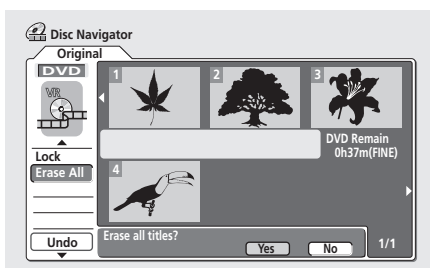 Disc Navigator
Original
DVD
VR
1
2
3
DVD Remain
0h37m(FINE)
Lock
Erase All
4
Undo
Erase all titles?
Yes
No
1/1